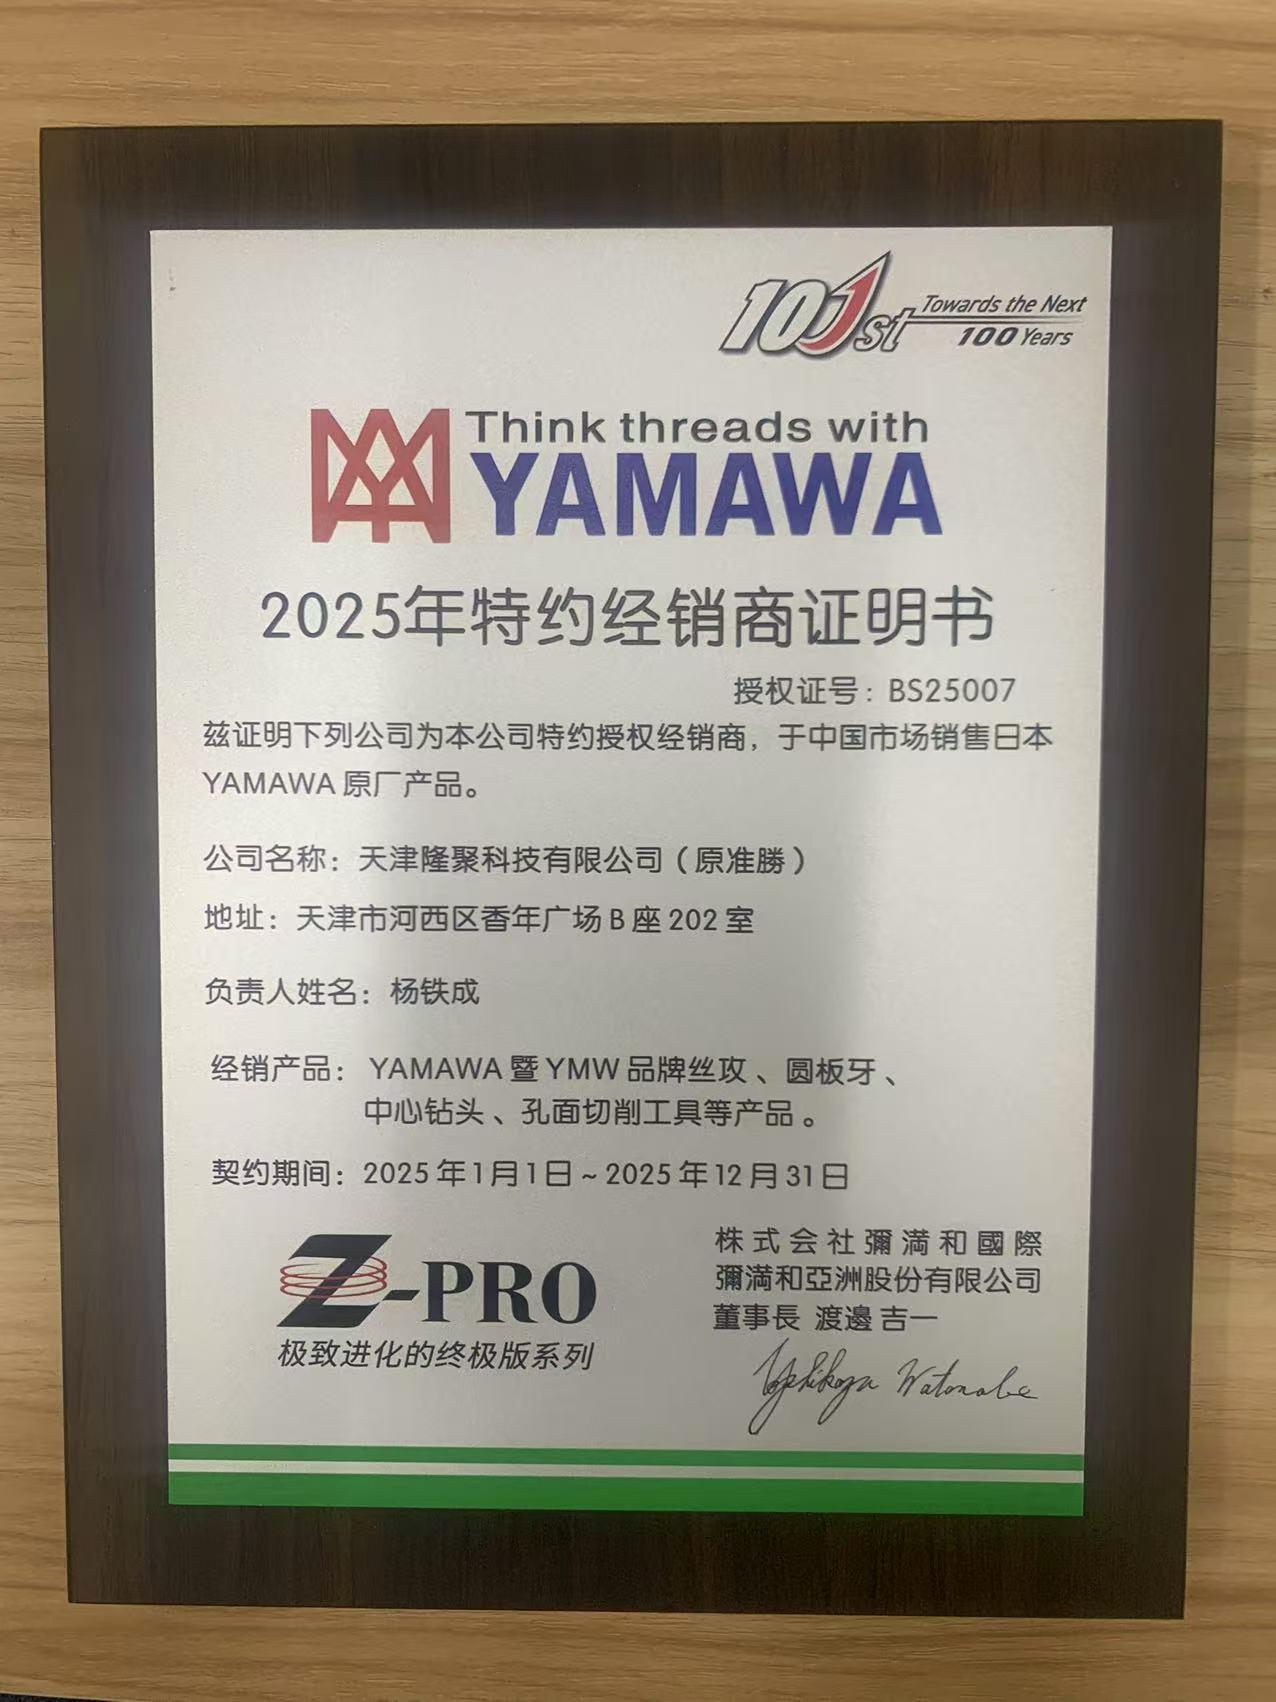 101st Towards the Next
100 Years
Think threads with
YAMAWA
2025年特约经销商证明书
授权证号：BS25007
兹证明下列公司为本公司特约授权经销商，于中国市场销售日本
YAMAWA 原厂产品。
公司名称：天津隆聚科技有限公司（原准勝）
地址：天津市河西区香年广场 B 座 202 室
负责人姓名：杨铁成
经销产品： YAMAWA 暨 YMW 品牌丝攻、圆板牙、
中心钻头、孔面切削工具等产品。
契约期间：2025 年 1 月 1 日 ~ 2025 年 12 月 31 日
Z-PRO
极致进化的终极版系列
株式会社彌満和國際
彌満和亞洲股份有限公司
董事長 渡邊 吉一
Yoshikazu Watanabe